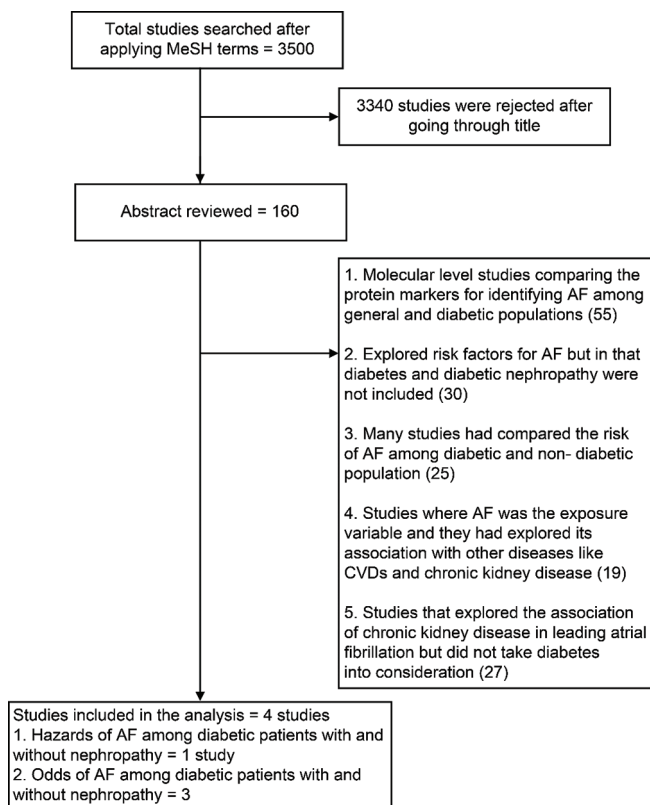 Total studies searched after
applying MeSH terms = 3500
3340 studies were rejected after
going through title
Abstract reviewed = 160
1. Molecular level studies comparing the
protein markers for identifying AF among
general and diabetic populations (55)
2. Explored risk factors for AF but in that
diabetes and diabetic nephropathy were
not included (30)
3. Many studies had compared the risk
of AF among diabetic and non- diabetic
population (25)
4. Studies where AF was the exposure
variable and they had explored its
association with other diseases like
CVDs and chronic kidney disease (19)
5. Studies that explored the association
of chronic kidney disease in leading atrial
fibrillation but did not take diabetes
into consideration (27)
Studies included in the analysis = 4 studies
1. Hazards of AF among diabetic patients with and
without nephropathy = 1 study
2. Odds of AF among diabetic patients with and
without nephropathy = 3